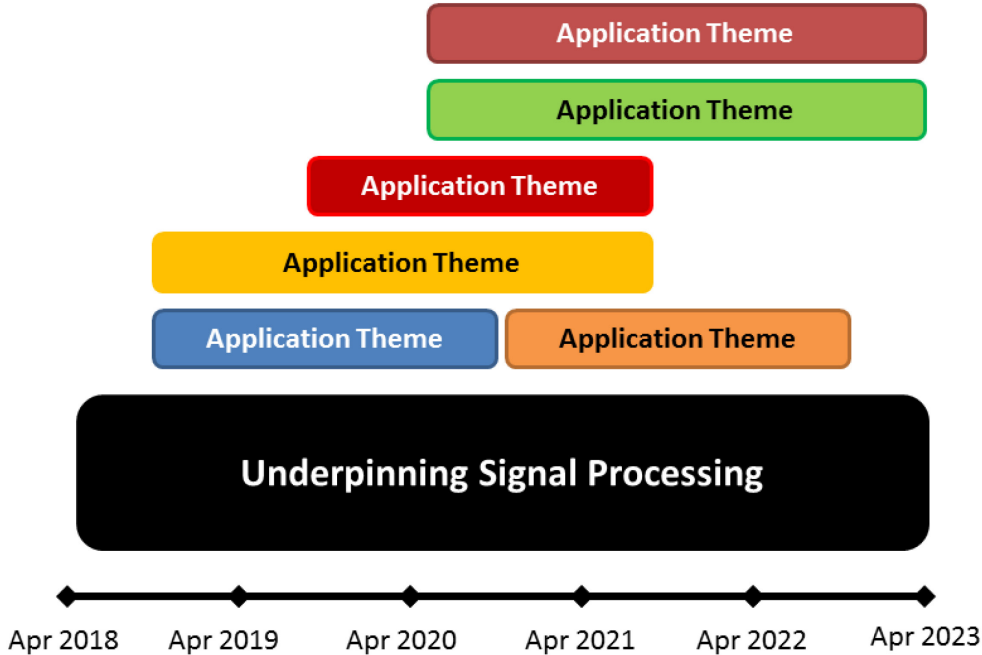 Application Theme
Application Theme
Application Theme
Application Theme
Application Theme
Application Theme
Underpinning Signal Processing
Apr 2018
Apr 2019
Apr 2020
Apr 2021
Apr 2022
Apr 2023